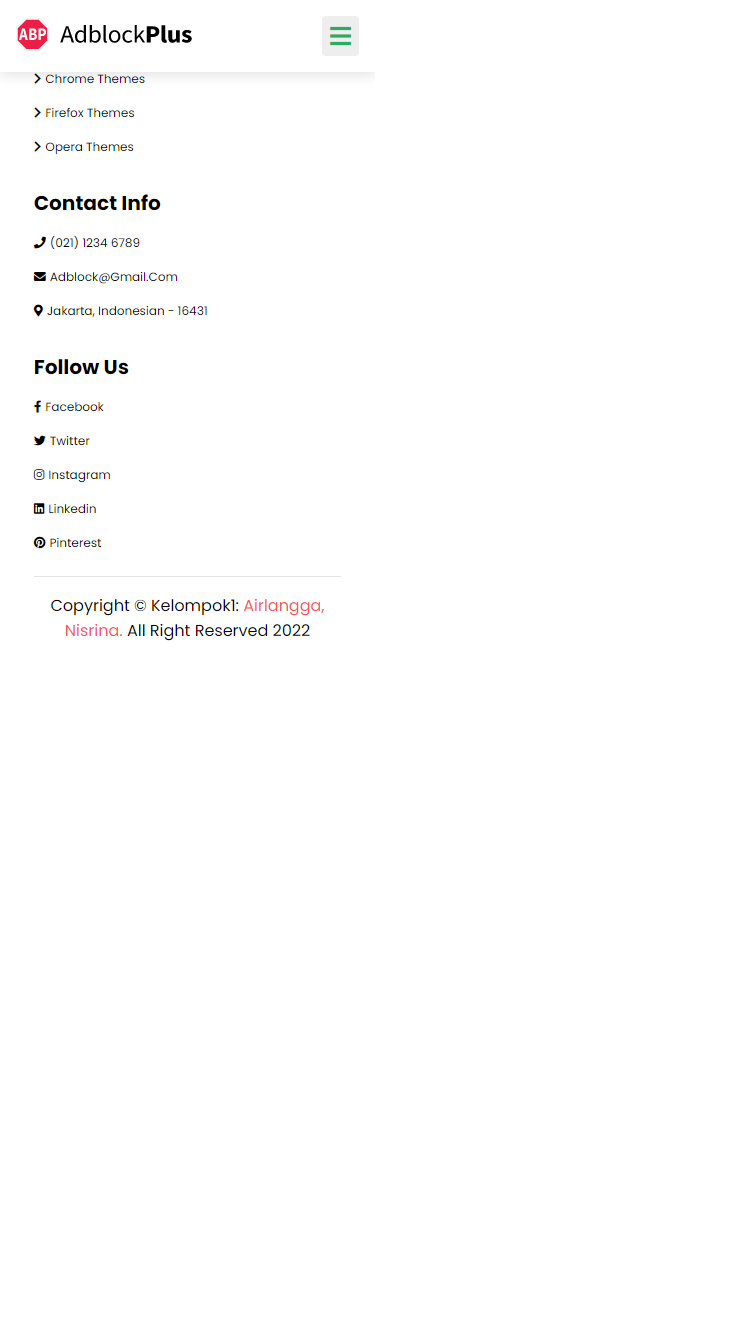 ABP AdblockPlus
Chrome Themes
Firefox Themes
Opera Themes
Contact Info
(021) 1234 6789
Adblock@Gmail.Com
Jakarta, Indonesian - 16431
Follow Us
Facebook
Twitter
Instagram
Linkedin
Pinterest
Copyright © Kelompok1: Airlangga,
Nisrina. All Right Reserved 2022